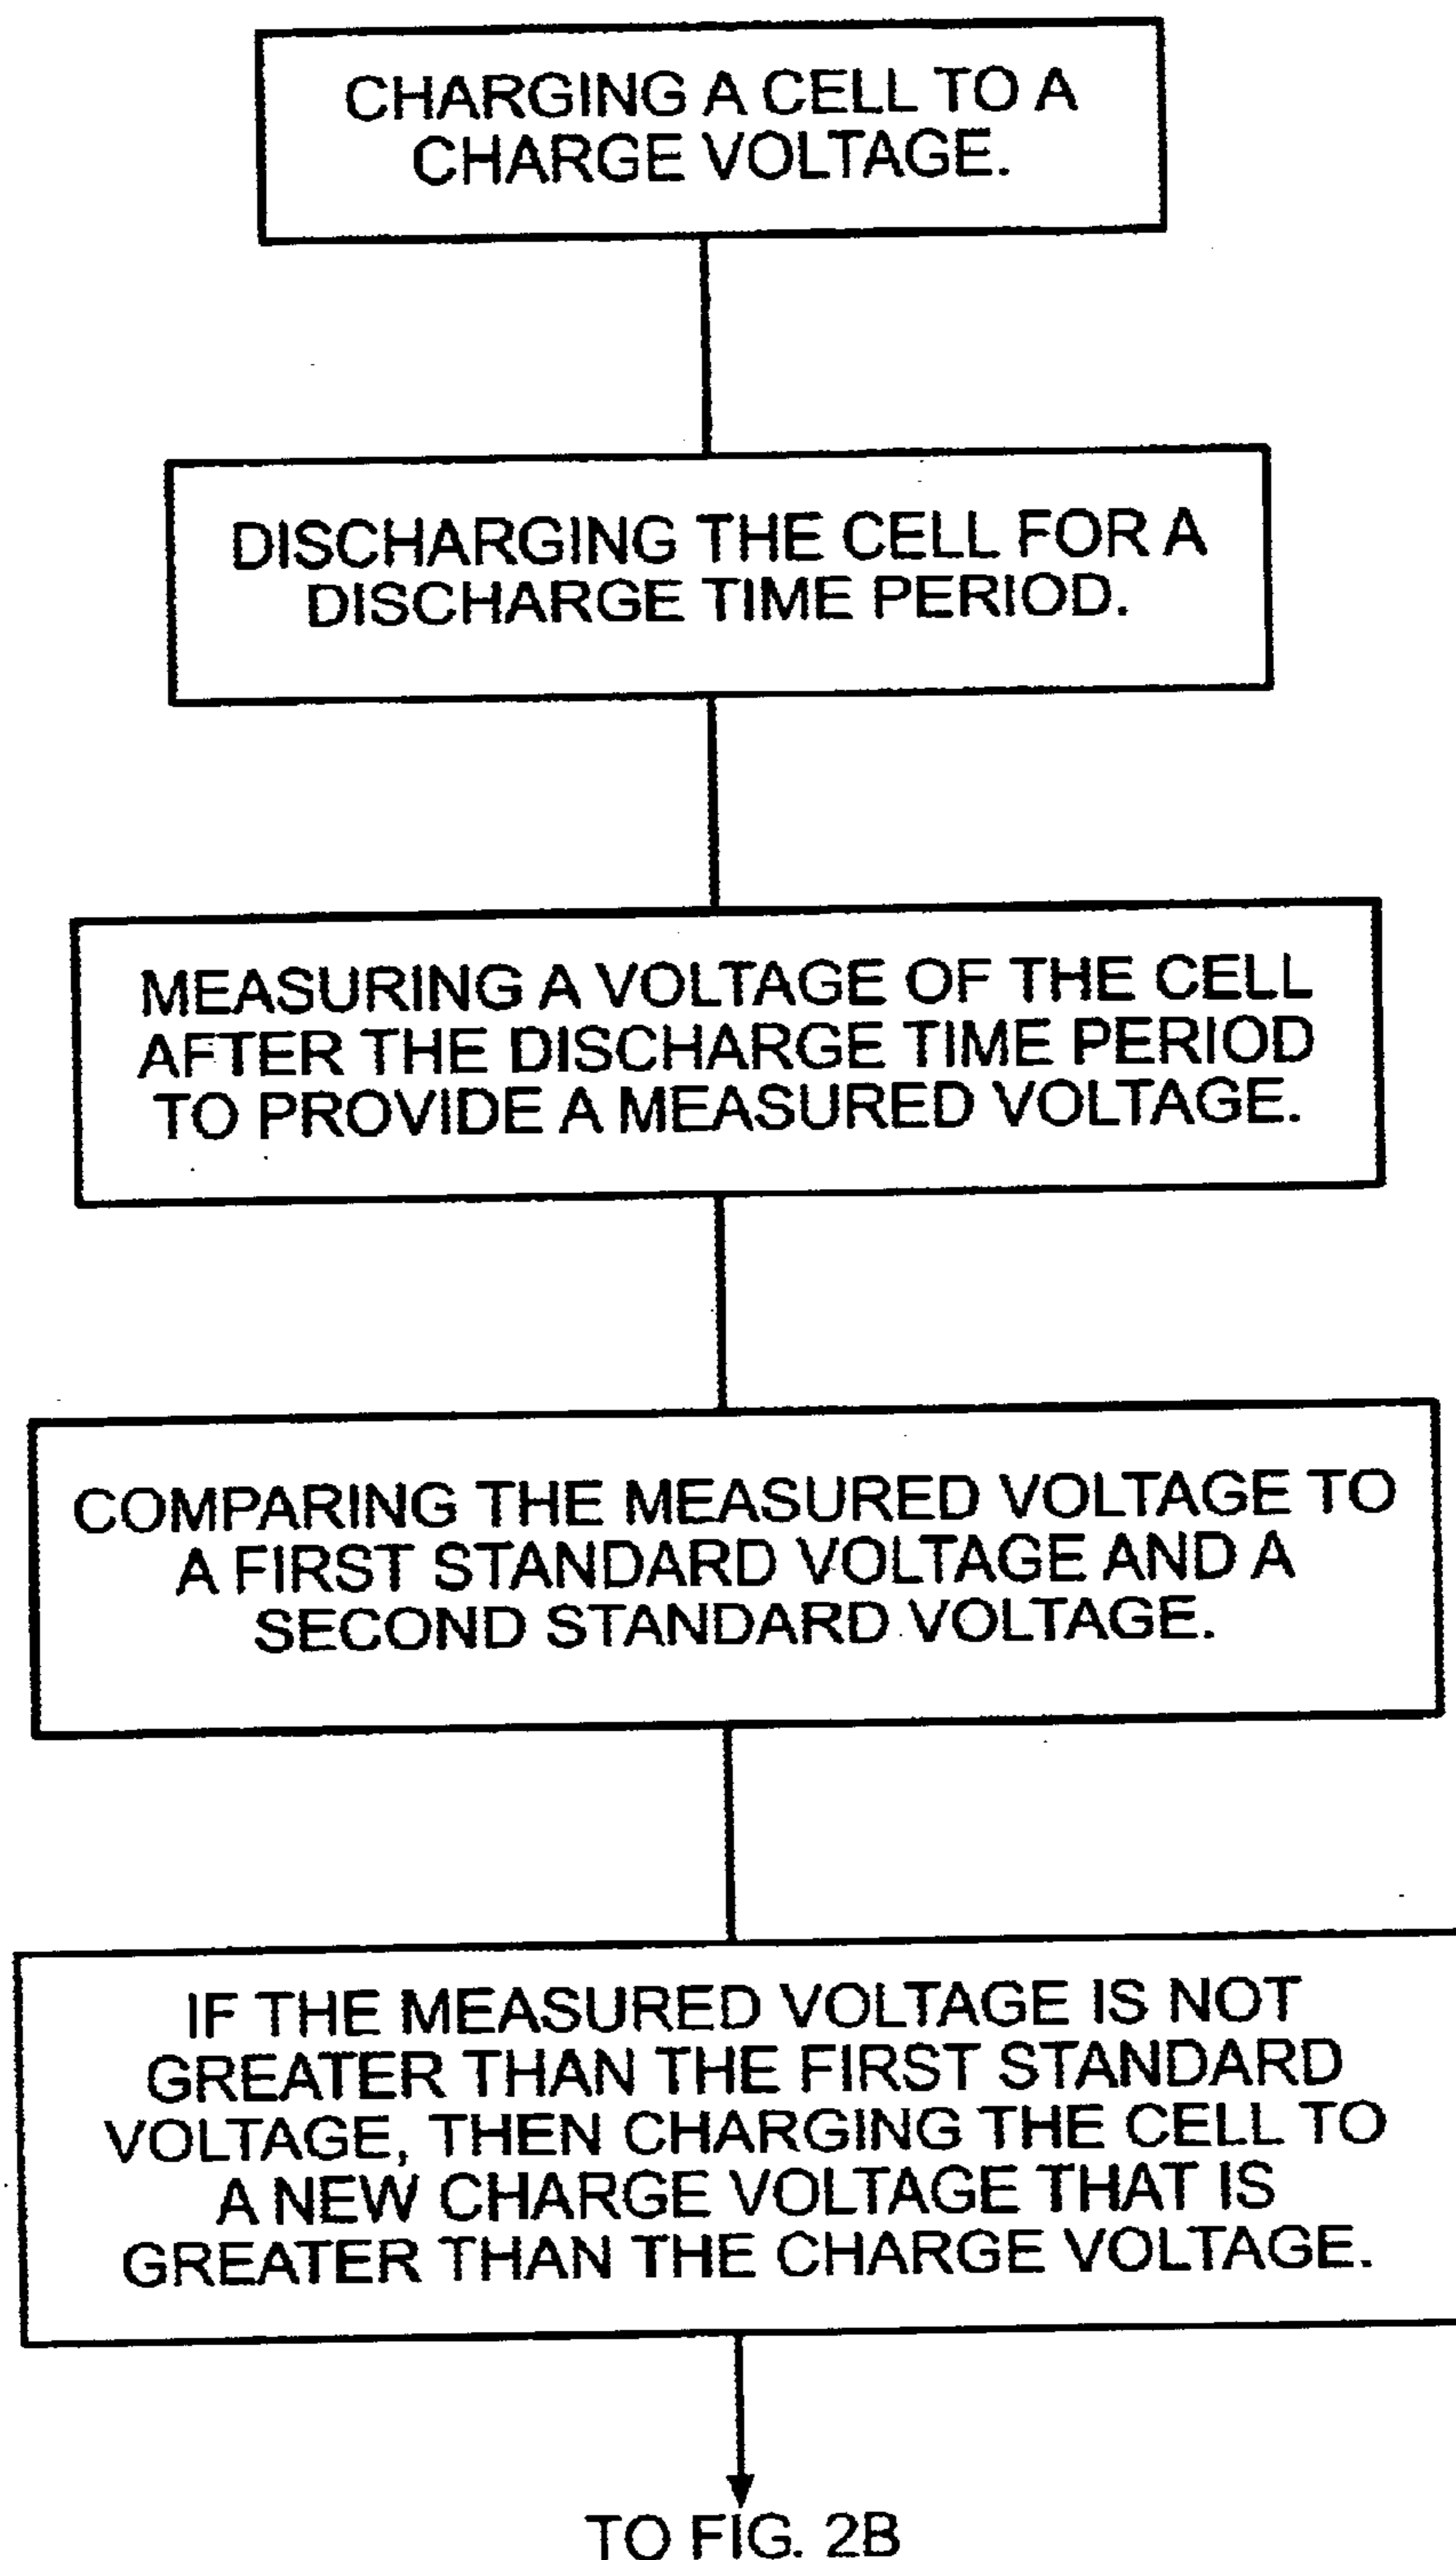 CHARGING A CELL TO A
CHARGE VOLTAGE.
DISCHARGING THE CELL FOR A
DISCHARGE TIME PERIOD.
MEASURING A VOLTAGE OF THE CELL
AFTER THE DISCHARGE TIME PERIOD
TO PROVIDE A MEASURED VOLTAGE.
COMPARING THE MEASURED VOLTAGE TO
A FIRST STANDARD VOLTAGE AND A
SECOND STANDARD VOLTAGE.
IF THE MEASURED VOLTAGE IS NOT
GREATER THAN THE FIRST STANDARD
VOLTAGE, THEN CHARGING THE CELL TO
A NEW CHARGE VOLTAGE THAT IS
GREATER THAN THE CHARGE VOLTAGE.
TO FIG. 2B